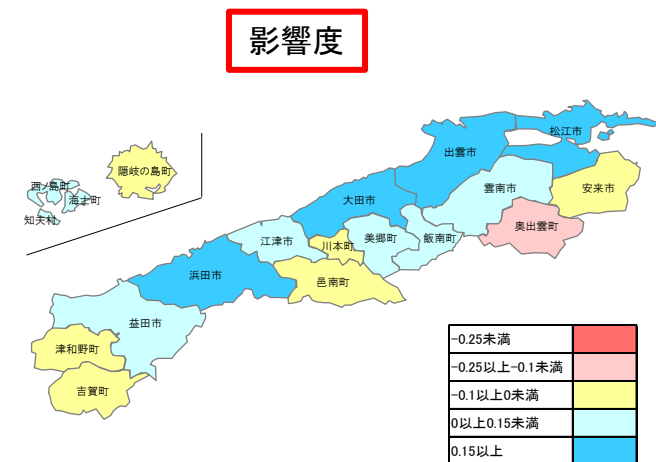 影響度
松江市
出雲市
隠岐の島町
西ノ島町
海士町
知夫村
大田市
雲南市
安来市
奥出雲町
江津市
川本町
美郷町
飯南町
浜田市
邑南町
益田市
津和野町
吉賀町
-0.25未満
-0.25以上-0.1未満
-0.1以上0未満
0以上0.15未満
0.15以上